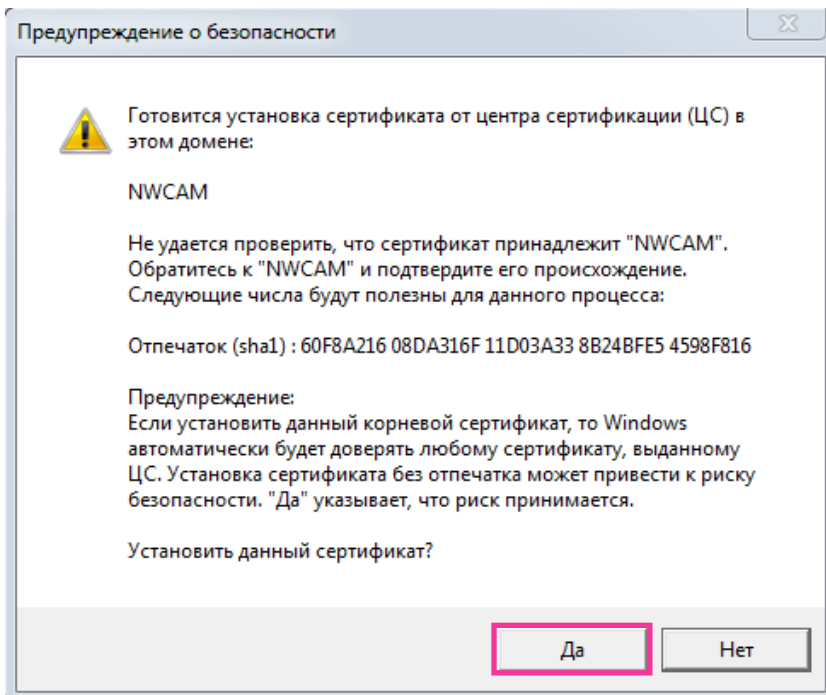 Предупреждение о безопасности
Готовится установка сертификата от центра сертификации (ЦС) в
этом домене:
NWCAM
Не удается проверить, что сертификат принадлежит "NWCAM".
Обратитесь к "NWCAM" и подтвердите его происхождение.
Следующие числа будут полезны для данного процесса:
Отпечаток (sha1) : 60F8A216 08DA316F 11D03A33 8B24BFE5 4598F816
Предупреждение:
Если установить данный корневой сертификат, то Windows
автоматически будет доверять любому сертификату, выданному
ЦС. Установка сертификата без отпечатка может привести к риску
безопасности. "Да" указывает, что риск принимается.
Установить данный сертификат?
Да
Нет